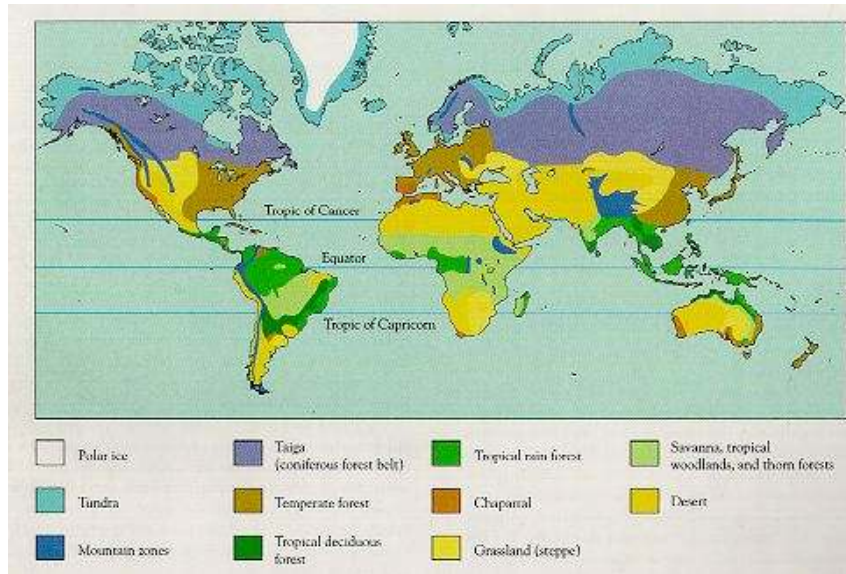 Tropic of Cancer
Equator
Tropic of Capricorn
Polar ice
Taiga
(coniferous forest belt)
Tropical rain forest
Savanna, tropical
woodlands, and thorn forests
Tundra
Temperate forest
Chaparral
Desert
Mountain zones
Tropical deciduous
forest
Grassland (steppe)